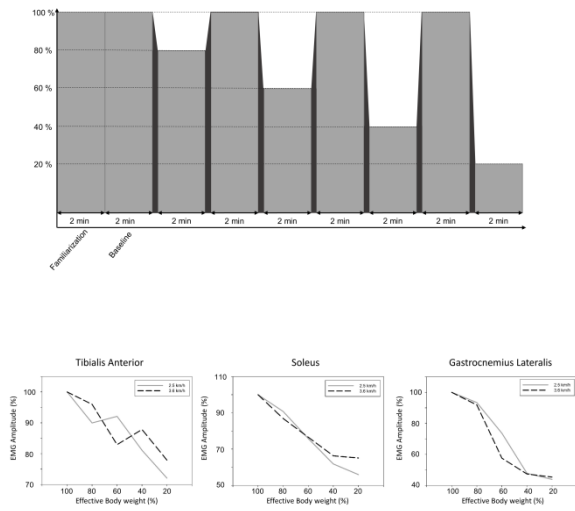 100 %
80 %
60 %
40 %
20 %
2 min 2 min 2 min 2 min 2 min 2 min 2 min 2 min 2 min
Familiarization
Baseline
Tibialis Anterior
EMG Amplitude (%)
100
90
80
70
2.5 km/h
3.6 km/h
100 80 60 40 20
Effective Body weight (%)
Soleus
EMG Amplitude (%)
110
90
70
50
2.5 km/h
3.6 km/h
100 80 60 40 20
Effective Body weight (%)
Gastrocnemius Lateralis
EMG Amplitude (%)
100
80
60
40
2.5 km/h
3.6 km/h
100 80 60 40 20
Effective Body weight (%)